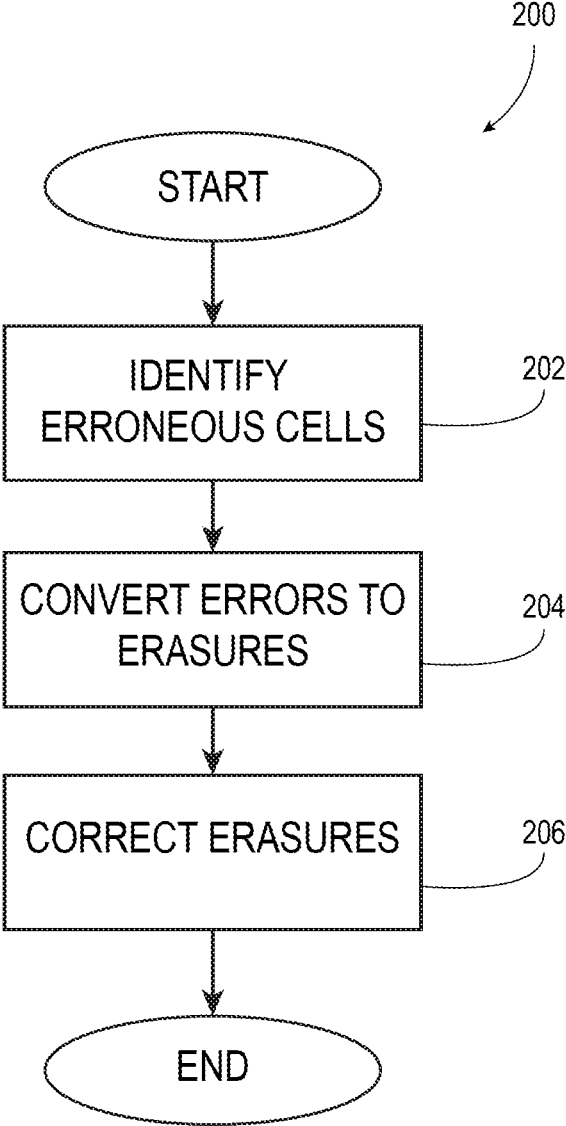 200
START
IDENTIFY
ERRONEOUS CELLS
202
CONVERT ERRORS TO
ERASURES
204
CORRECT ERASURES
206
END